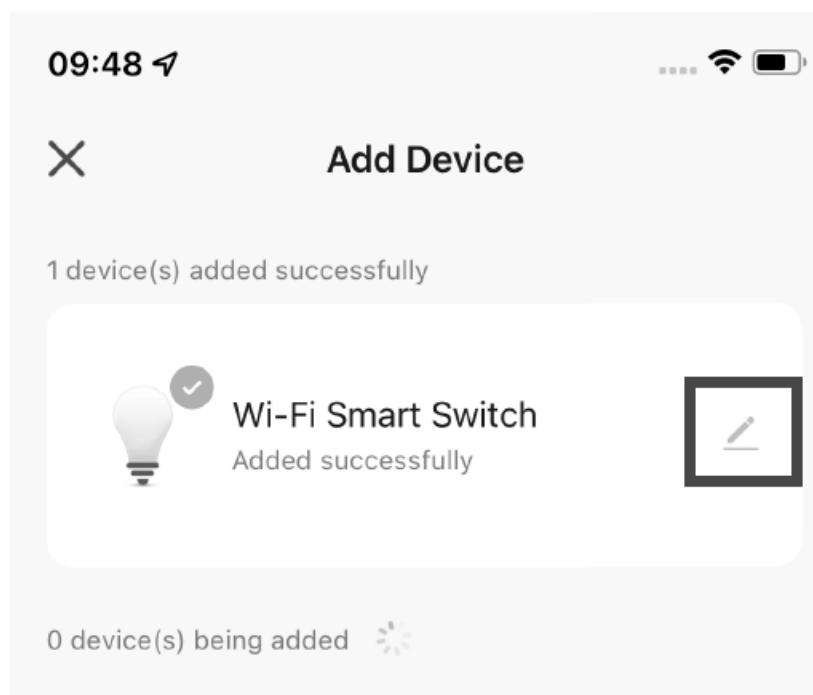 09:48
Add Device
1 device(s) added successfully
Wi-Fi Smart Switch
Added successfully
0 device(s) being added